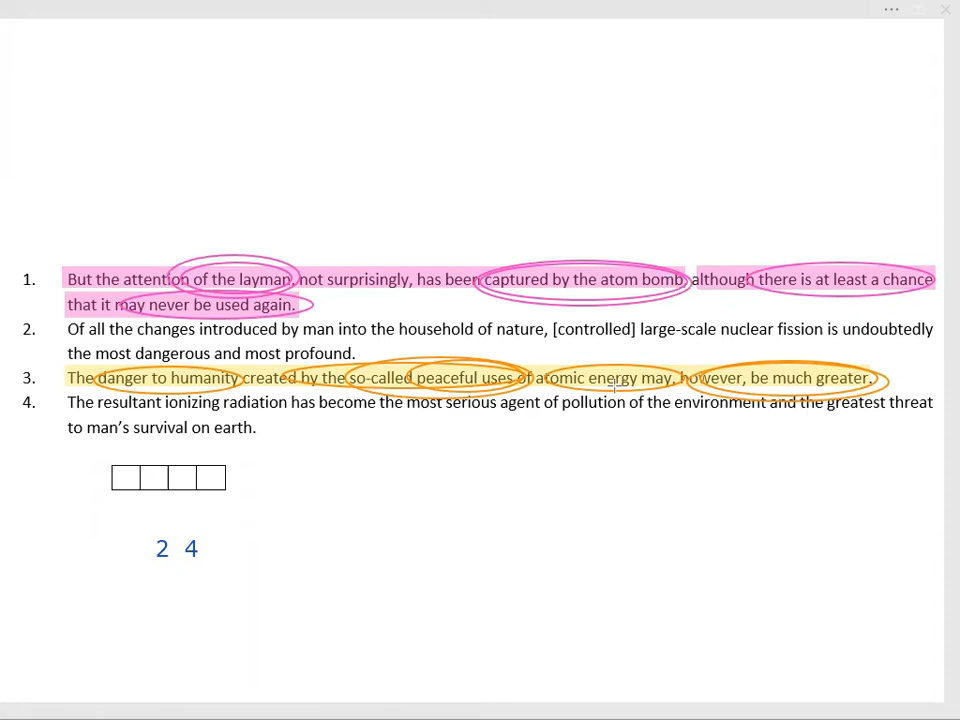 1. But the attention of the layman, not surprisingly, has been captured by the atom bomb, although there is at least a chance
that it may never be used again.
2. Of all the changes introduced by man into the household of nature, [controlled] large-scale nuclear fission is undoubtedly
the most dangerous and most profound.
3. The danger to humanity created by the so-called peaceful uses of atomic energy may, however, be much greater.
4. The resultant ionizing radiation has become the most serious agent of pollution of the environment and the greatest threat
to man’s survival on earth.
2 4